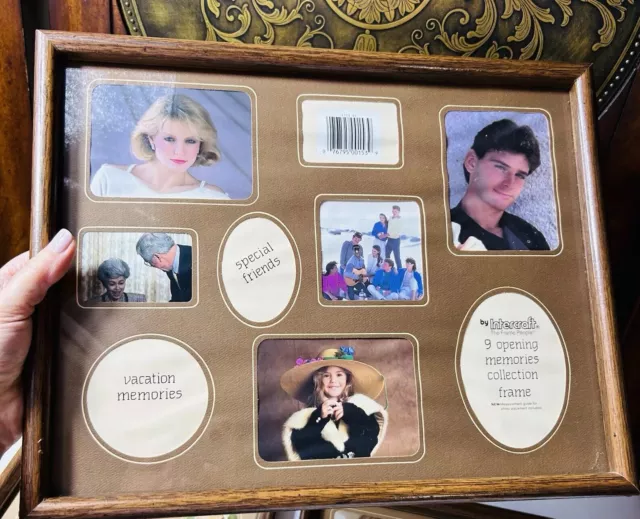 special
friends
vacation
memories
by Intercraft®
The Frame People®
9 opening
memories
collection
frame